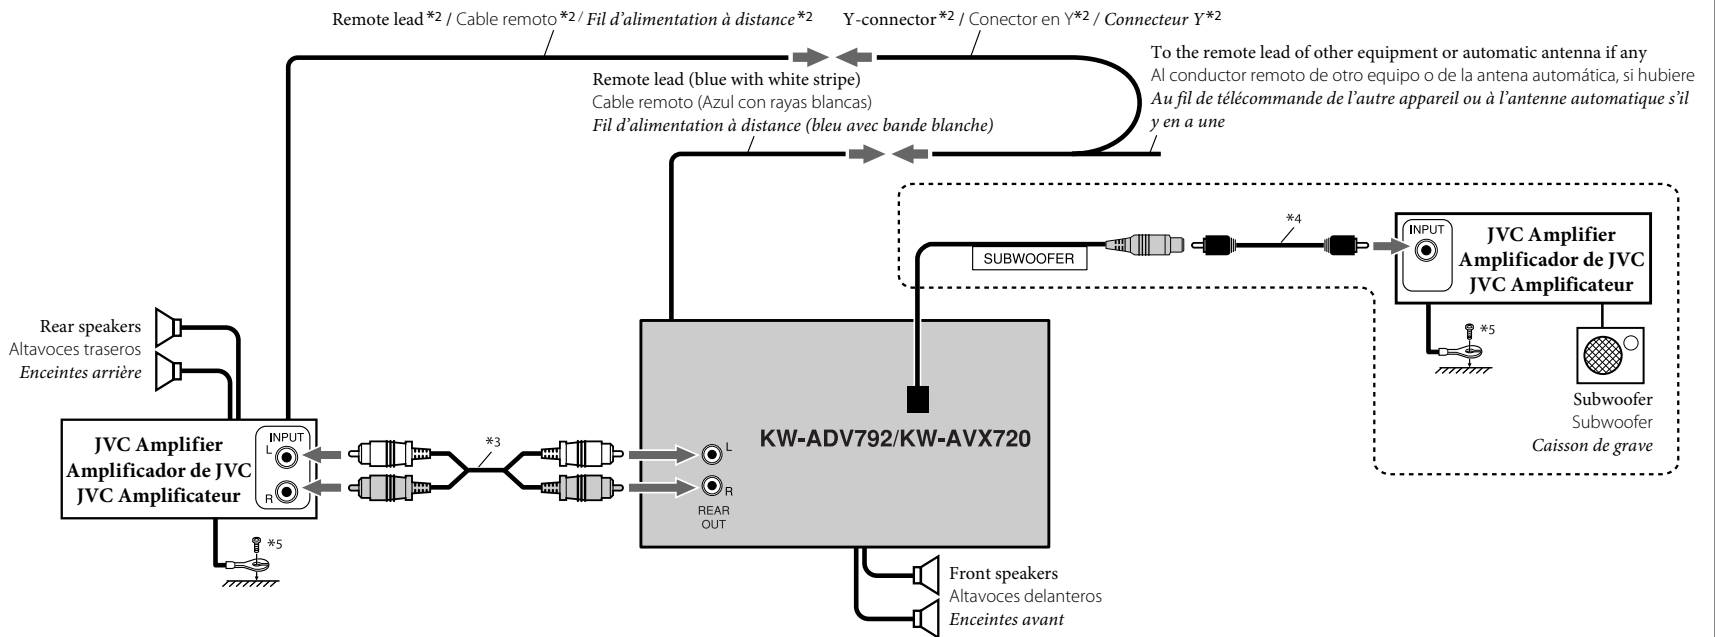 Remote lead*2 / Cable remoto*2 / Fil d'alimentation à distance*2
Y-connector*2 / Conector en Y*2 / Connecteur Y*2
To the remote lead of other equipment or automatic antenna if any
Al conductor remoto de otro equipo o de la antena automática, si hubiere
Au fil de télécommande de l'autre appareil ou à l'antenne automatique s'il
y en a une
Remote lead (blue with white stripe)
Cable remoto (Azul con rayas blancas)
Fil d'alimentation à distance (bleu avec bande blanche)
SUBWOOFER
*4
INPUT
JVC Amplifier
Amplificador de JVC
JVC Amplificateur
*5
Subwoofer
Subwoofer
Caisson de grave
Rear speakers
Altavoces traseros
Enceintes arrière
JVC Amplifier
Amplificador de JVC
JVC Amplificateur
INPUT
L
R
*5
*3
KW-ADV792/KW-AVX720
L
R
REAR
OUT
Front speakers
Altavoces delanteros
Enceintes avant